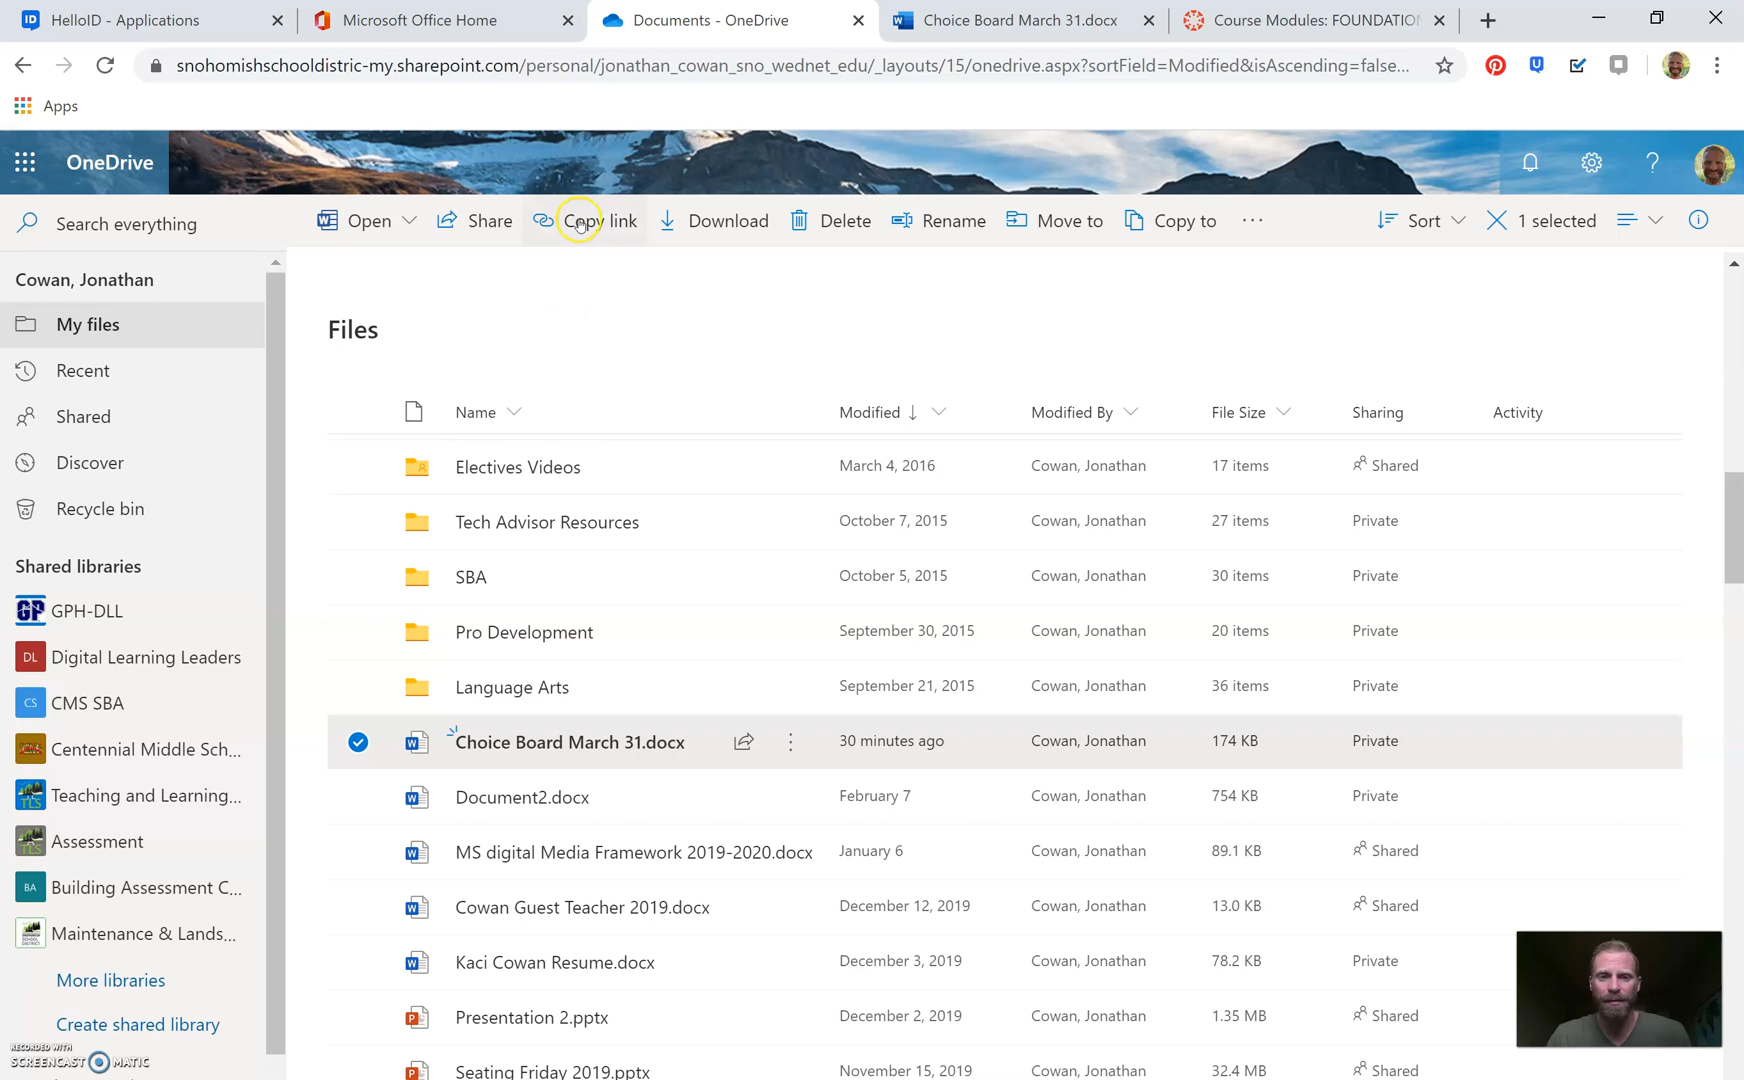 HelloID - Applications
Microsoft Office Home
Documents - OneDrive
Choice Board March 31.docx
Course Modules: FOUNDATION
snohomishschooldistric-my.sharepoint.com/personal/jonathan_cowan_sno_wednet_edu/_layouts/15/onedrive.aspx?sortField=Modified&isAscending=false...
Apps
OneDrive
Search everything
Open
Share
Copy link
Download
Delete
Rename
Move to
Copy to
Sort
1 selected
Cowan, Jonathan
My files
Recent
Shared
Discover
Recycle bin
Shared libraries
GP GPH-DLL
DL Digital Learning Leaders
CS CMS SBA
CMS Centennial Middle Sch...
TLS Teaching and Learning...
TLS Assessment
BA Building Assessment C...
Maintenance & Lands...
More libraries
Create shared library
RECORDED WITH
SCREENCAST MATIC
Files
Name Modified Modified By File Size Sharing Activity
Electives Videos March 4, 2016 Cowan, Jonathan 17 items Shared
Tech Advisor Resources October 7, 2015 Cowan, Jonathan 27 items Private
SBA October 5, 2015 Cowan, Jonathan 30 items Private
Pro Development September 30, 2015 Cowan, Jonathan 20 items Private
Language Arts September 21, 2015 Cowan, Jonathan 36 items Private
Choice Board March 31.docx 30 minutes ago Cowan, Jonathan 174 KB Private
Document2.docx February 7 Cowan, Jonathan 754 KB Private
MS digital Media Framework 2019-2020.docx January 6 Cowan, Jonathan 89.1 KB Shared
Cowan Guest Teacher 2019.docx December 12, 2019 Cowan, Jonathan 13.0 KB Shared
Kaci Cowan Resume.docx December 3, 2019 Cowan, Jonathan 78.2 KB Private
Presentation 2.pptx December 2, 2019 Cowan, Jonathan 1.35 MB Shared
Seating Friday 2019.pptx November 15, 2019 Cowan, Jonathan 32.4 MB Shared